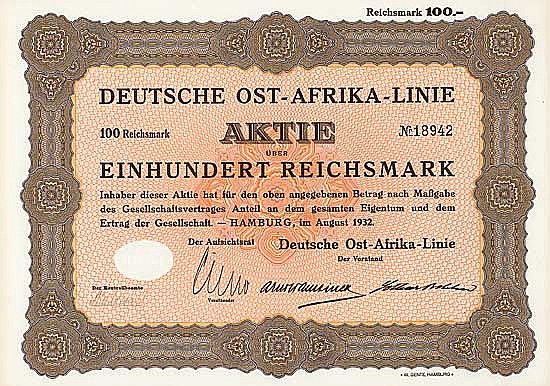 Reichsmark 100,–
DEUTSCHE OST-AFRIKA-LINIE
100 Reichsmark AKTIE № 18942
ÜBER
EINHUNDERT REICHSMARK
Inhaber dieser Aktie hat für den oben angegebenen Betrag nach Maßgabe
des Gesellschaftsvertrages Anteil an dem gesamten Eigentum und dem
Ertrag der Gesellschaft. – HAMBURG, im August 1932.
Der Aufsichtsrat Deutsche Ost-Afrika-Linie
Der Vorstand
Der Kontrollbeamte
Vorsitzender
M. GENTE, HAMBURG